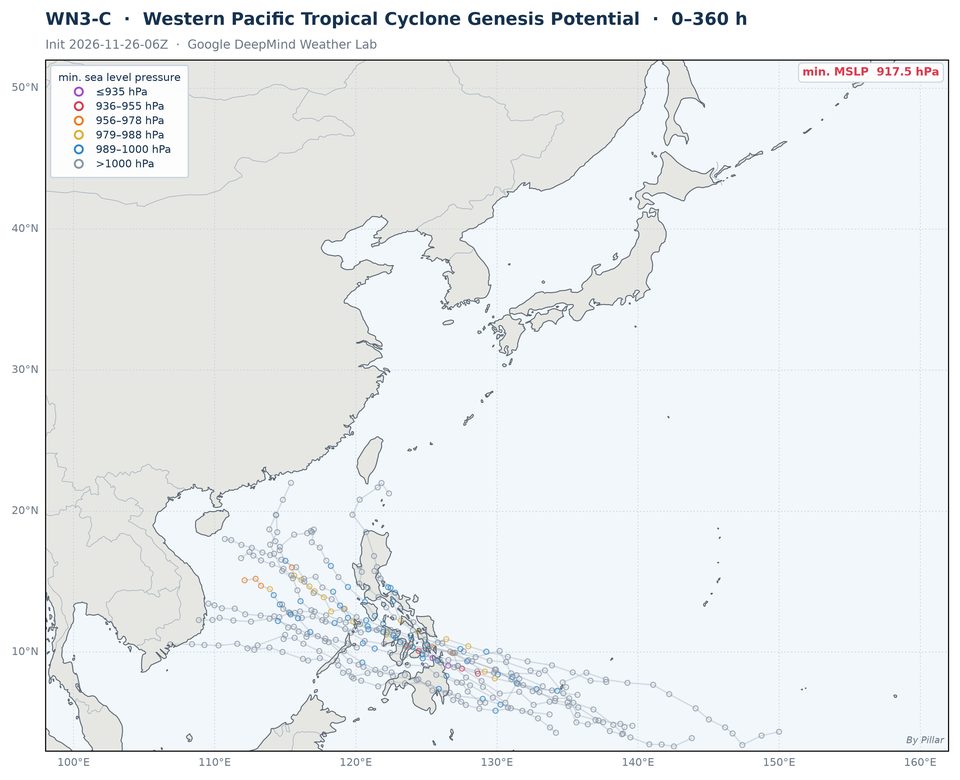 WN3-C · Western Pacific Tropical Cyclone Genesis Potential · 0–360 h
Init 2026-11-26-06Z · Google DeepMind Weather Lab
min. MSLP 917.5 hPa
min. sea level pressure
≤935 hPa
936–955 hPa
956–978 hPa
979–988 hPa
989–1000 hPa
>1000 hPa
50°N
40°N
30°N
20°N
10°N
By Pillar
100°E 110°E 120°E 130°E 140°E 150°E 160°E